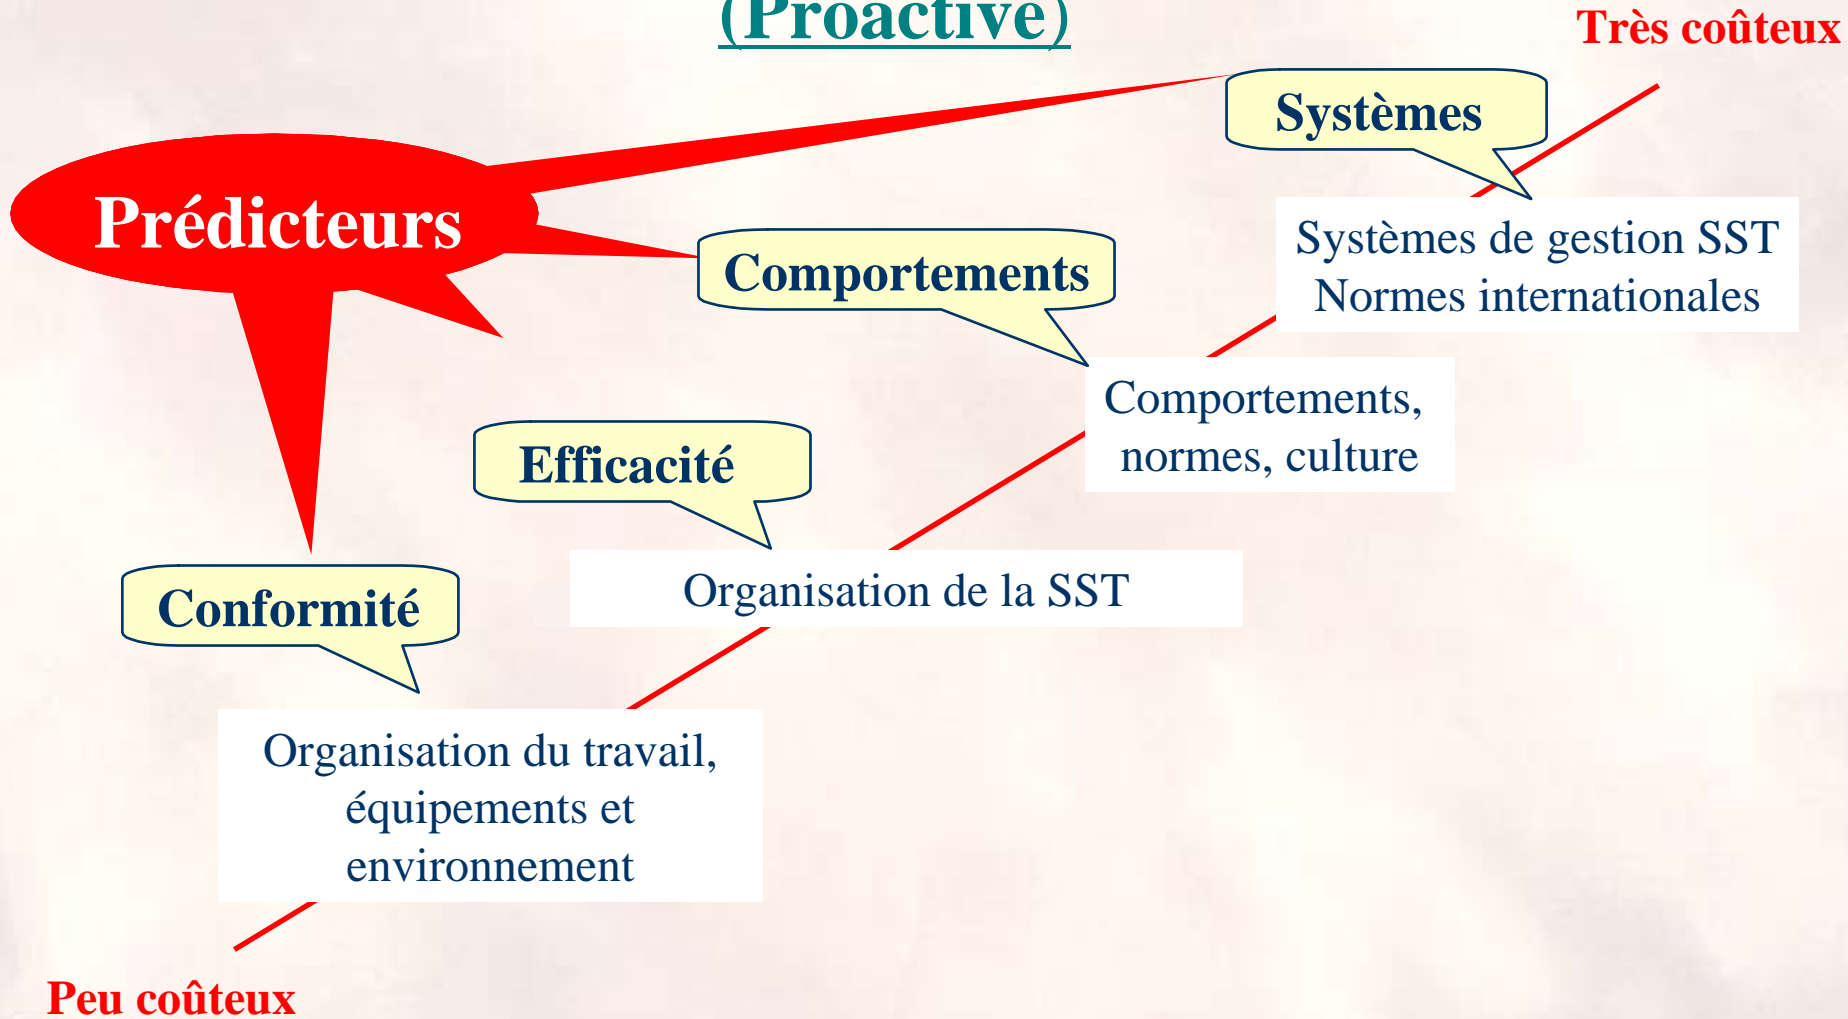 (Proactive)
Très coûteux
Systèmes
Prédicteurs
Systèmes de gestion SST
Normes internationales
Comportements
Comportements,
normes, culture
Efficacité
Organisation de la SST
Conformité
Organisation du travail,
équipements et
environnement
Peu coûteux